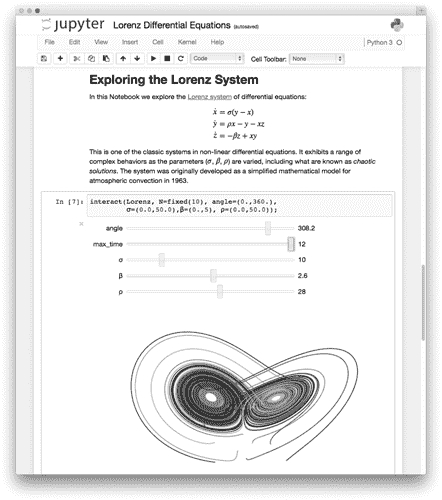 jupyter Lorenz Differential Equations (autosaved)
File Edit View Insert Cell Kernel Help Python 3
Code Cell Toolbar: None
Exploring the Lorenz System
In this Notebook we explore the Lorenz system of differential equations:
ẋ = σ(y − x)
ẏ = ρx − y − xz
ż = −βz + xy
This is one of the classic systems in non-linear differential equations. It exhibits a
range of complex behaviors as the parameters (σ, β, ρ) are varied, including what are known as chaotic
solutions. The system was originally developed as a simplified mathematical model for
atmospheric convection in 1963.
In [7]: interact(Lorenz, N=fixed(10), angle=(0.,360.),
σ=(0.0,50.0),β=(0.,5), ρ=(0.0,50.0));
angle 308.2
max_time 12
σ 10
β 2.6
ρ 28